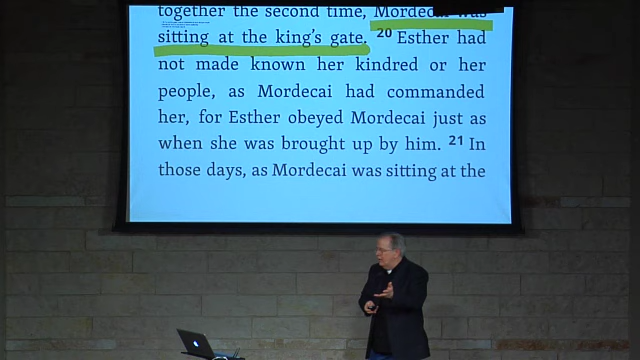 together the second time, Mordecai was
sitting at the king's gate. 20 Esther had
not made known her kindred or her
people, as Mordecai had commanded
her, for Esther obeyed Mordecai just as
when she was brought up by him. 21 In
those days, as Mordecai was sitting at the